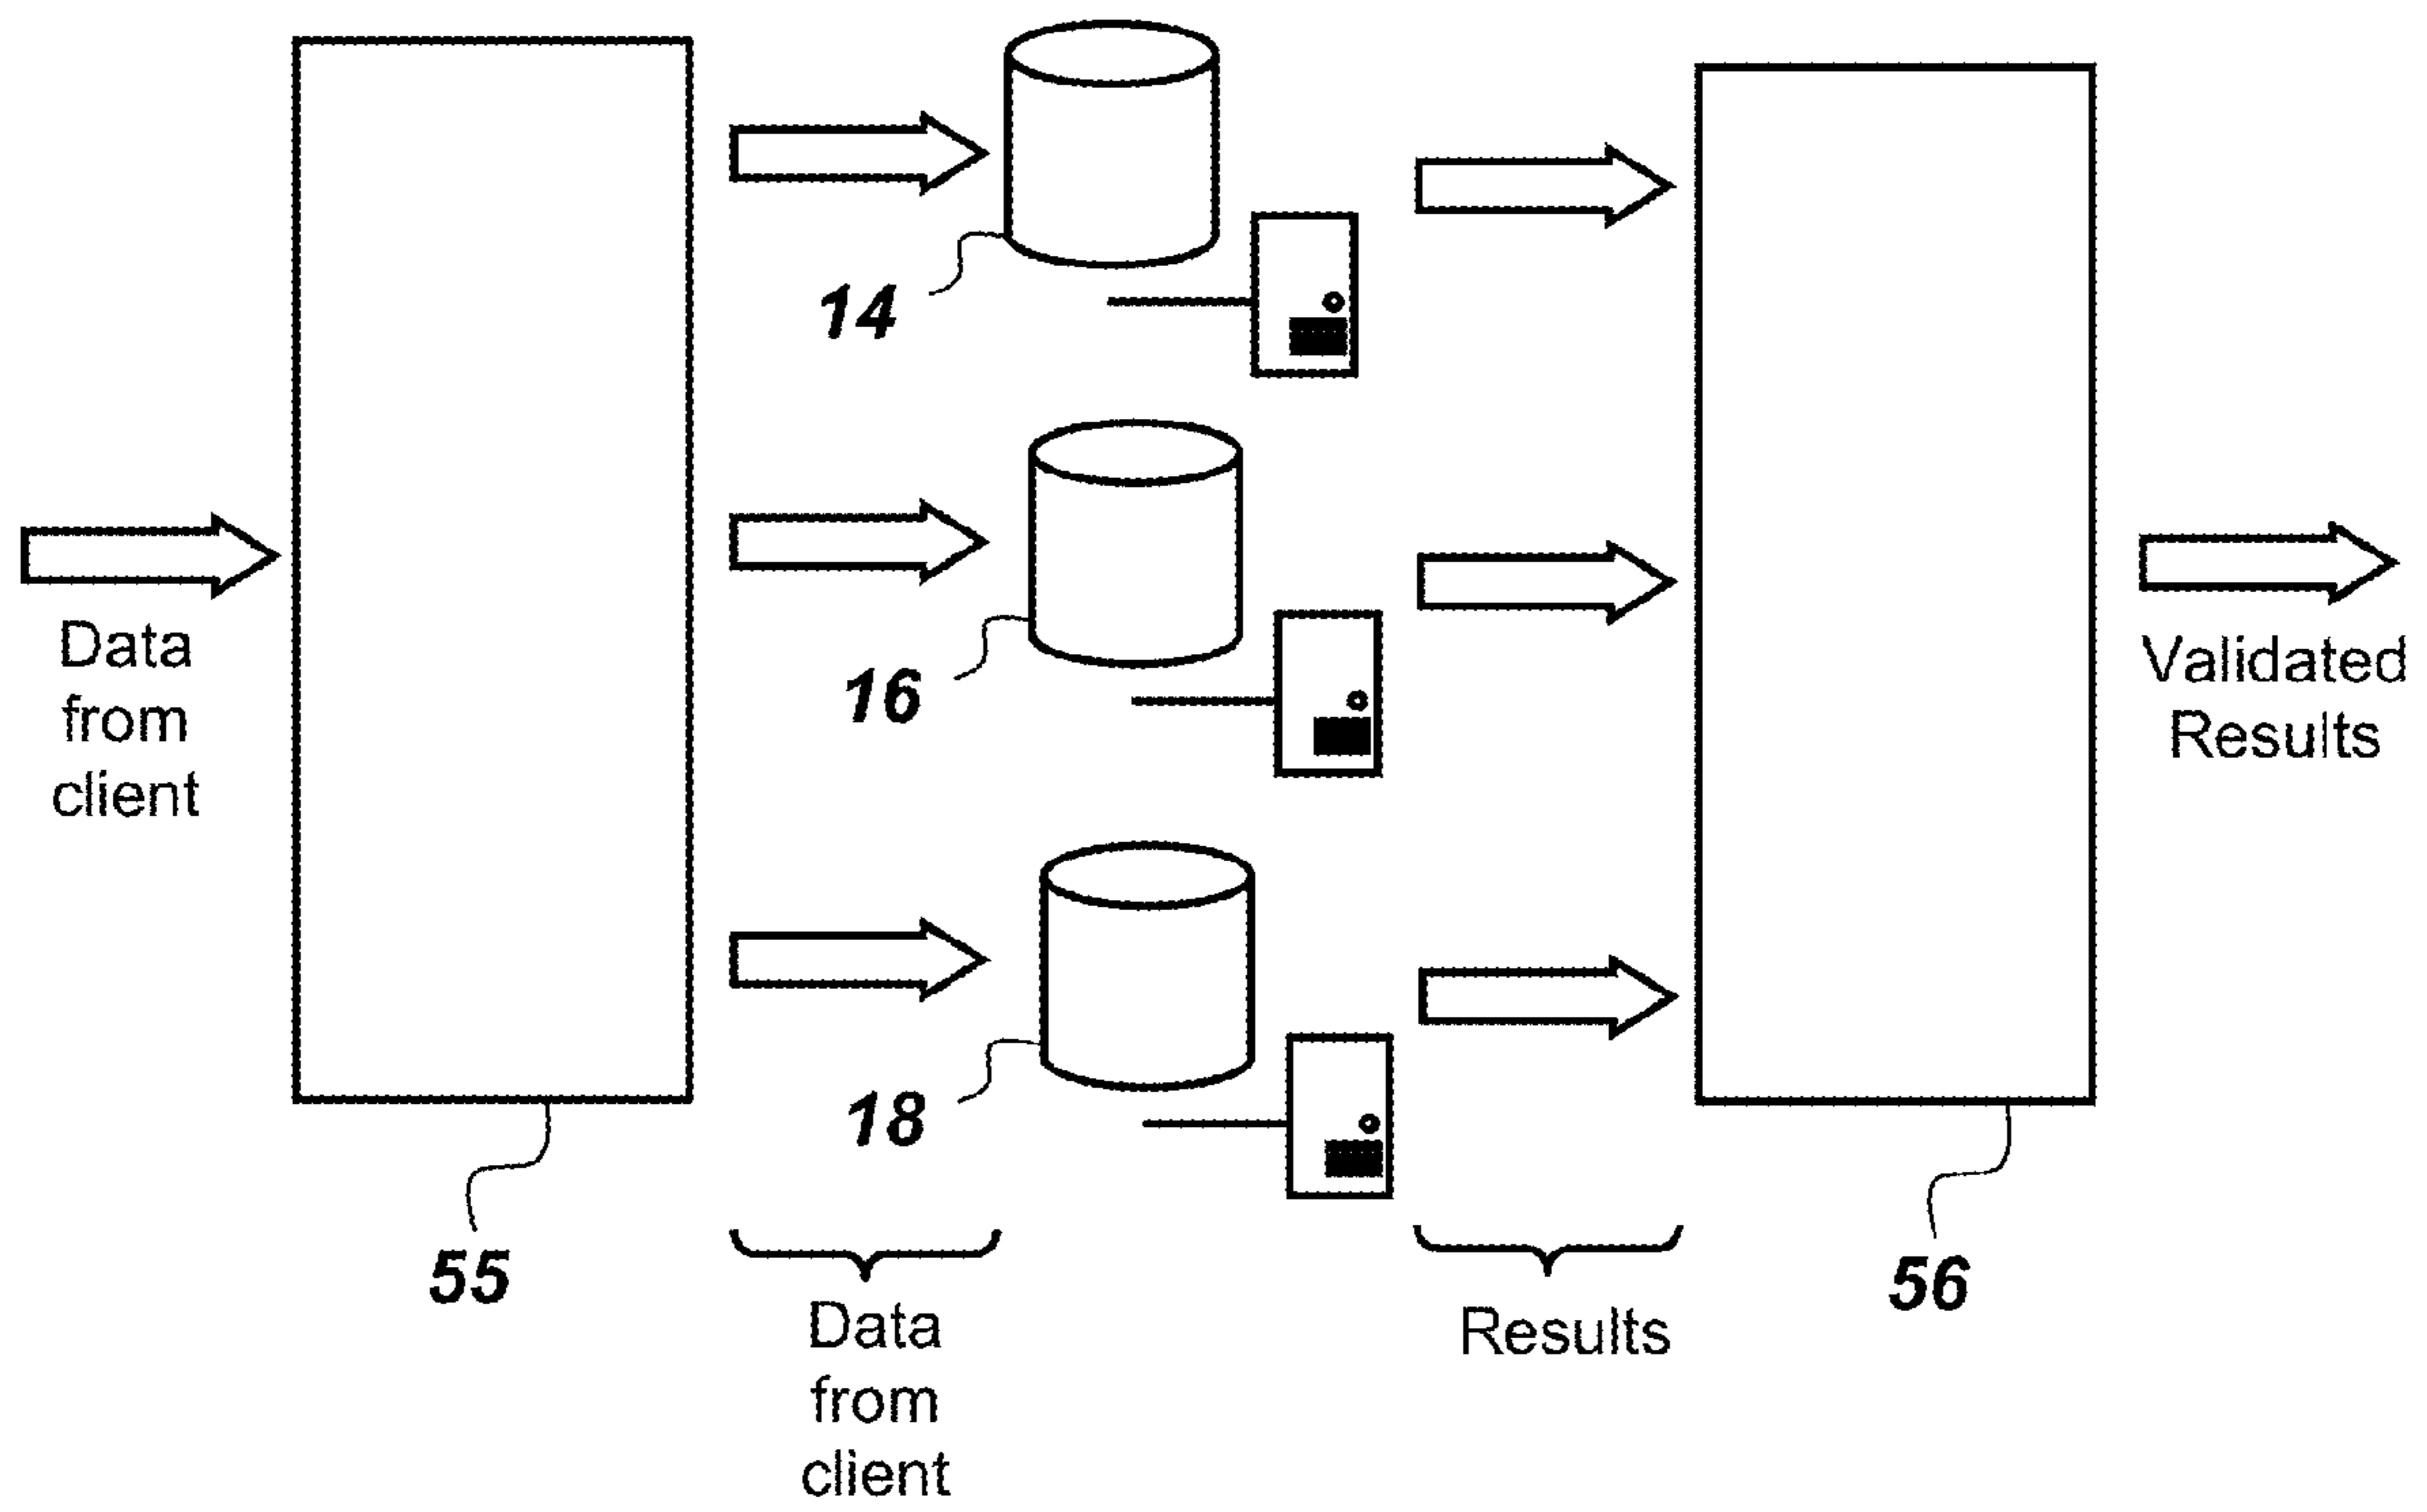 14
Data
from
client
16
Validated
Results
18
55
Data
from
client
Results
56